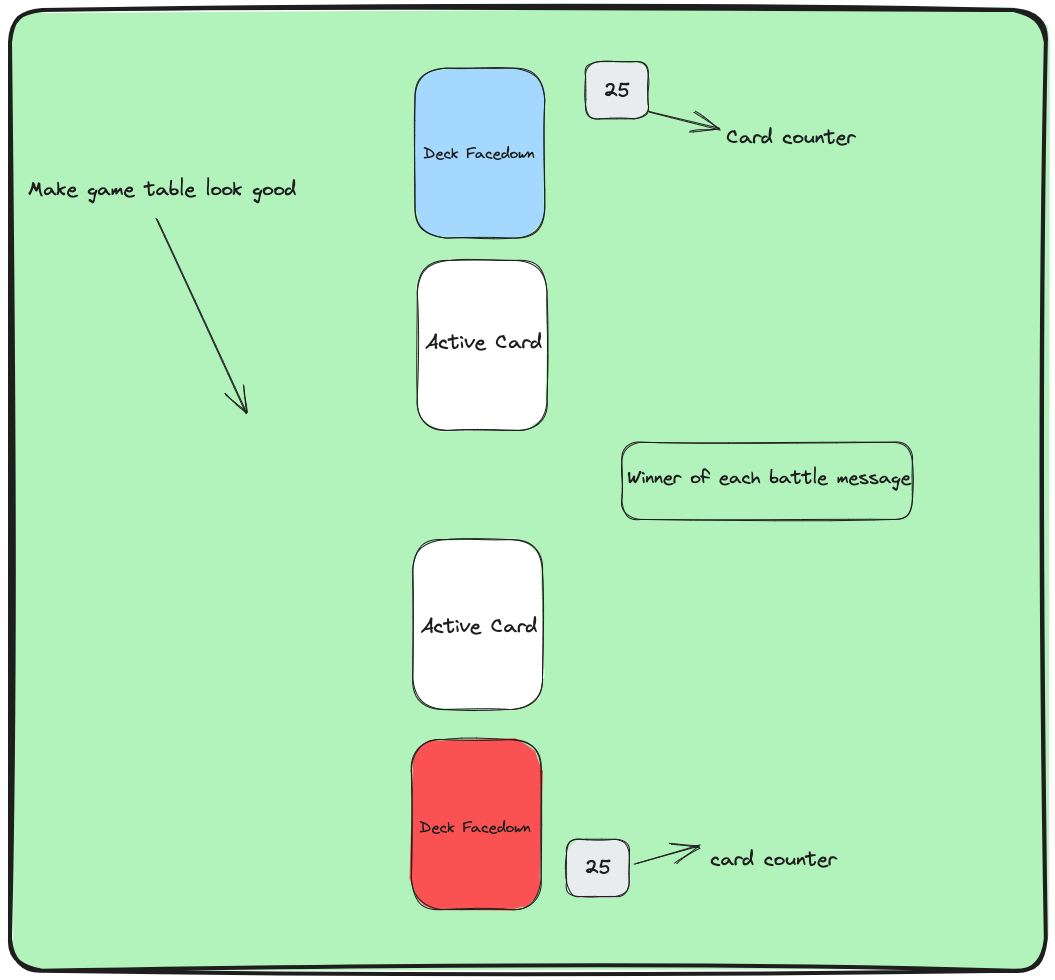 25
Card counter
Deck Facedown
Make game table look good
Active Card
Winner of each battle message
Active Card
Deck Facedown
25
card counter